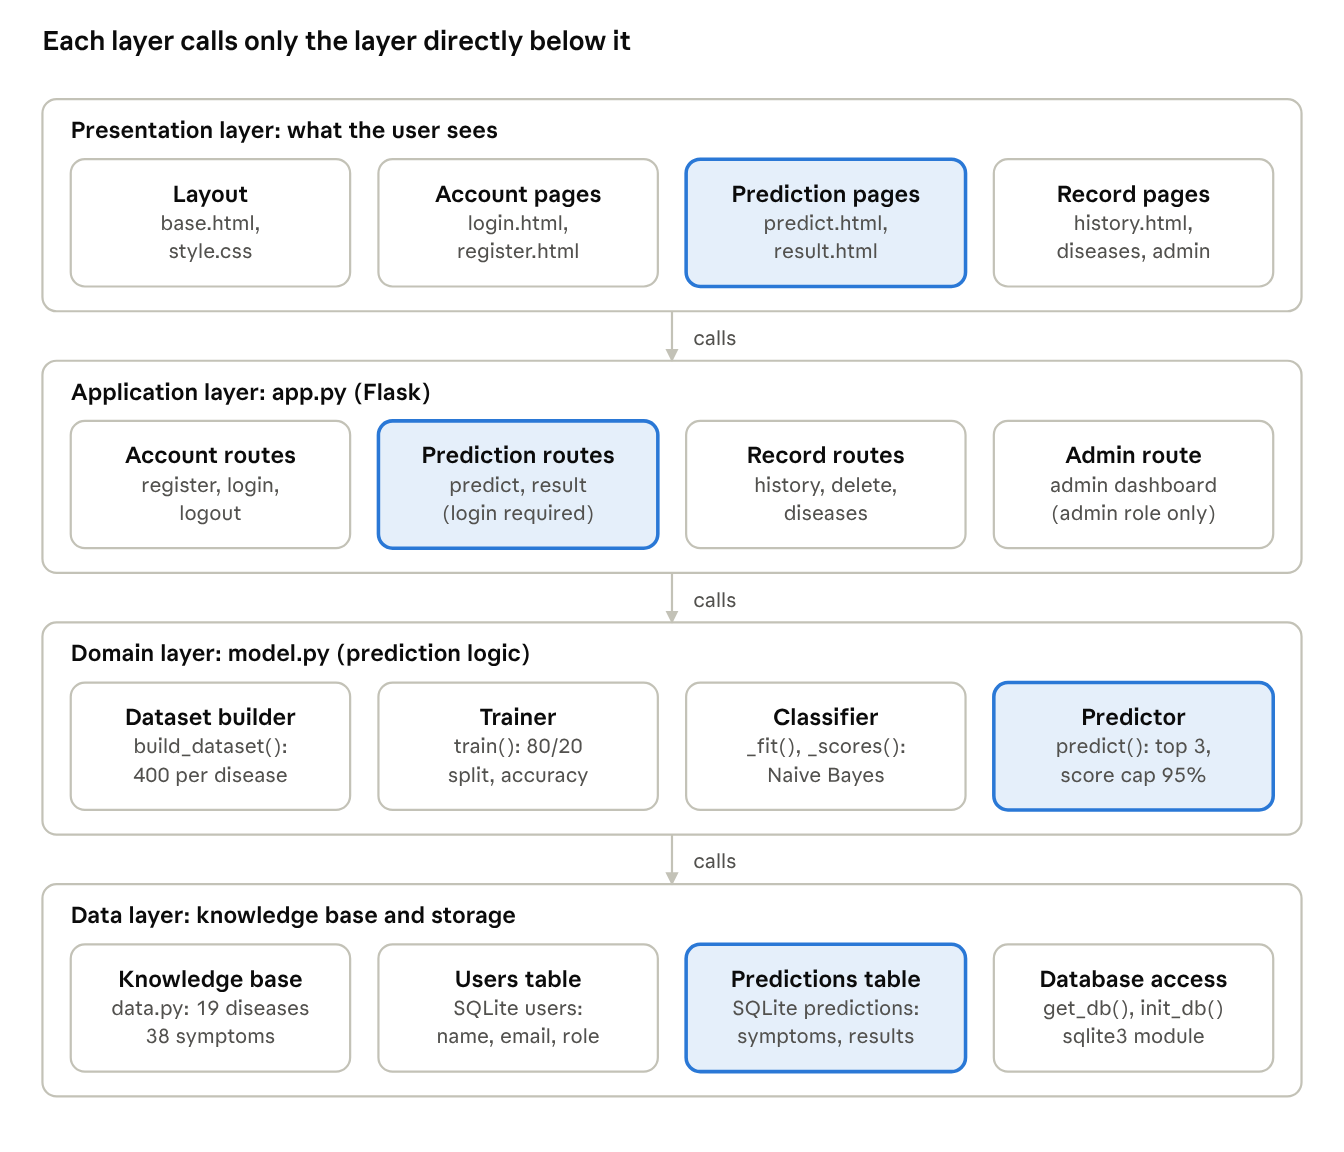 Each layer calls only the layer directly below it
Presentation layer: what the user sees
Layout
base.html,
style.css
Account pages
login.html,
register.html
Prediction pages
predict.html,
result.html
Record pages
history.html,
diseases, admin
calls
Application layer: app.py (Flask)
Account routes
register, login,
logout
Prediction routes
predict, result
(login required)
Record routes
history, delete,
diseases
Admin route
admin dashboard
(admin role only)
calls
Domain layer: model.py (prediction logic)
Dataset builder
build_dataset():
400 per disease
Trainer
train(): 80/20
split, accuracy
Classifier
_fit(), _scores():
Naive Bayes
Predictor
predict(): top 3,
score cap 95%
calls
Data layer: knowledge base and storage
Knowledge base
data.py: 19 diseases
38 symptoms
Users table
SQLite users:
name, email, role
Predictions table
SQLite predictions:
symptoms, results
Database access
get_db(), init_db()
sqlite3 module